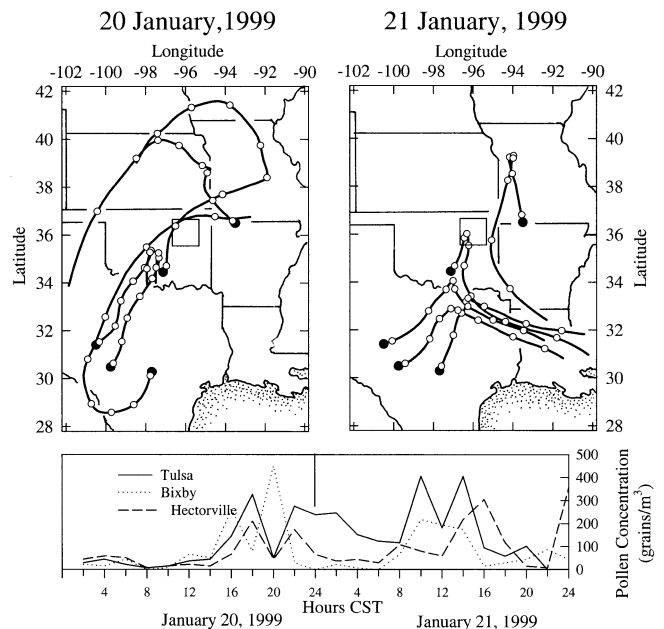 20 January,1999
21 January, 1999
Longitude
Longitude
-102 -100 -98 -96 -94 -92 -90
-102 -100 -98 -96 -94 -92 -90
Latitude
42
40
38
36
34
32
30
28
42
40
38
36
34
32
30
28
Latitude
Tulsa
Bixby
Hectorville
500
400
300
200
100
0
Pollen Concentration
(grains/m³)
4 8 12 16 20 24 4 8 12 16 20 24
Hours CST
January 20, 1999
January 21, 1999